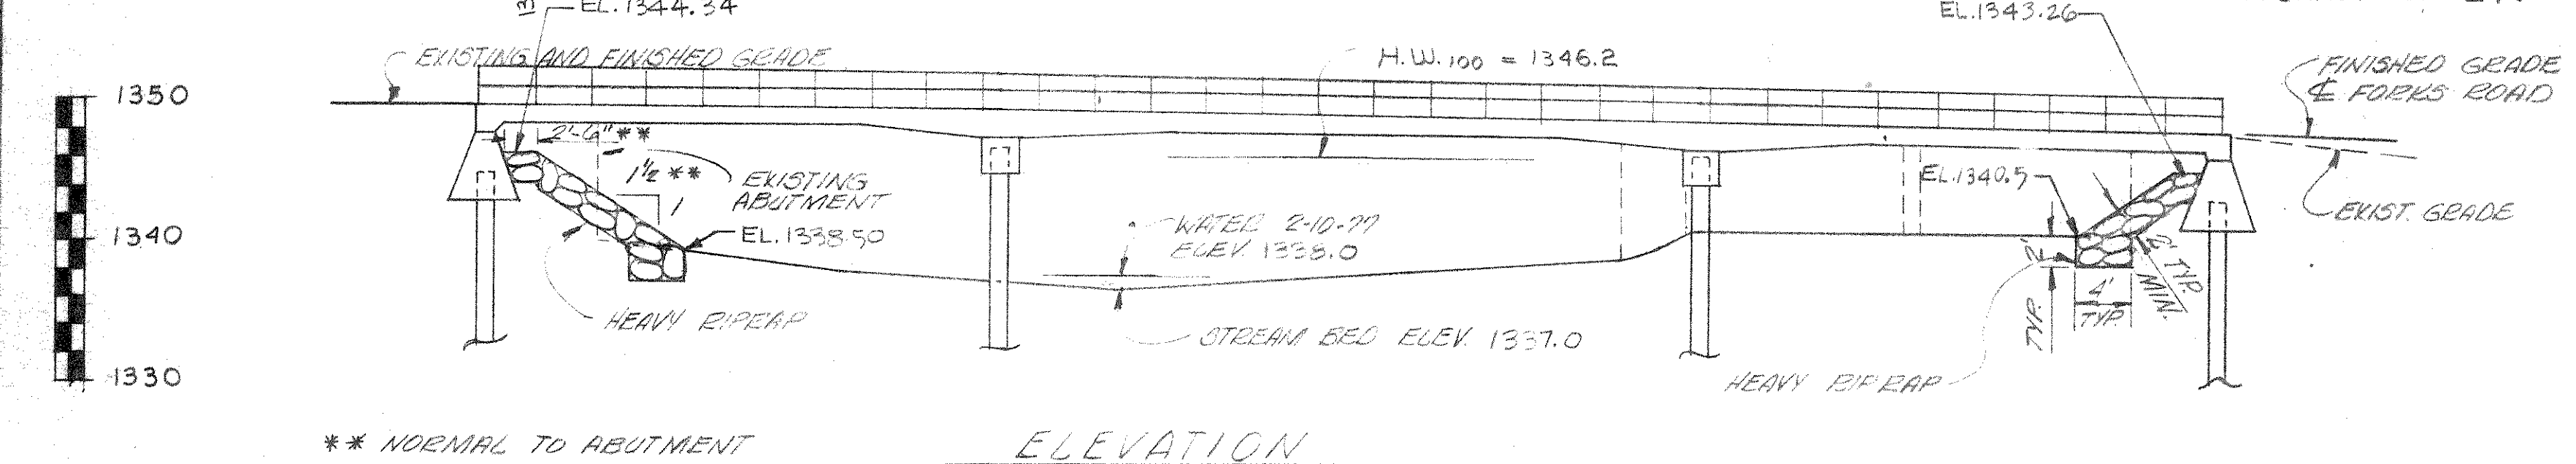 EL. 1344.34
EL. 1343.26
EXISTING AND FINISHED GRADE
H.W.100 = 1346.2
FINISHED GRADE
℄ FORKS ROAD
1350
2'-6" **
1½ **
1
EXISTING
ABUTMENT
EL. 1340.5
EXIST. GRADE
1340
EL. 1338.50
WATER 2-10-77
ELEV. 1338.0
2'
TYP.
4'
TYP.
2' TYP.
MIN.
HEAVY RIPRAP
STREAM BED ELEV. 1337.0
HEAVY RIPRAP
1330
** NORMAL TO ABUTMENT
ELEVATION